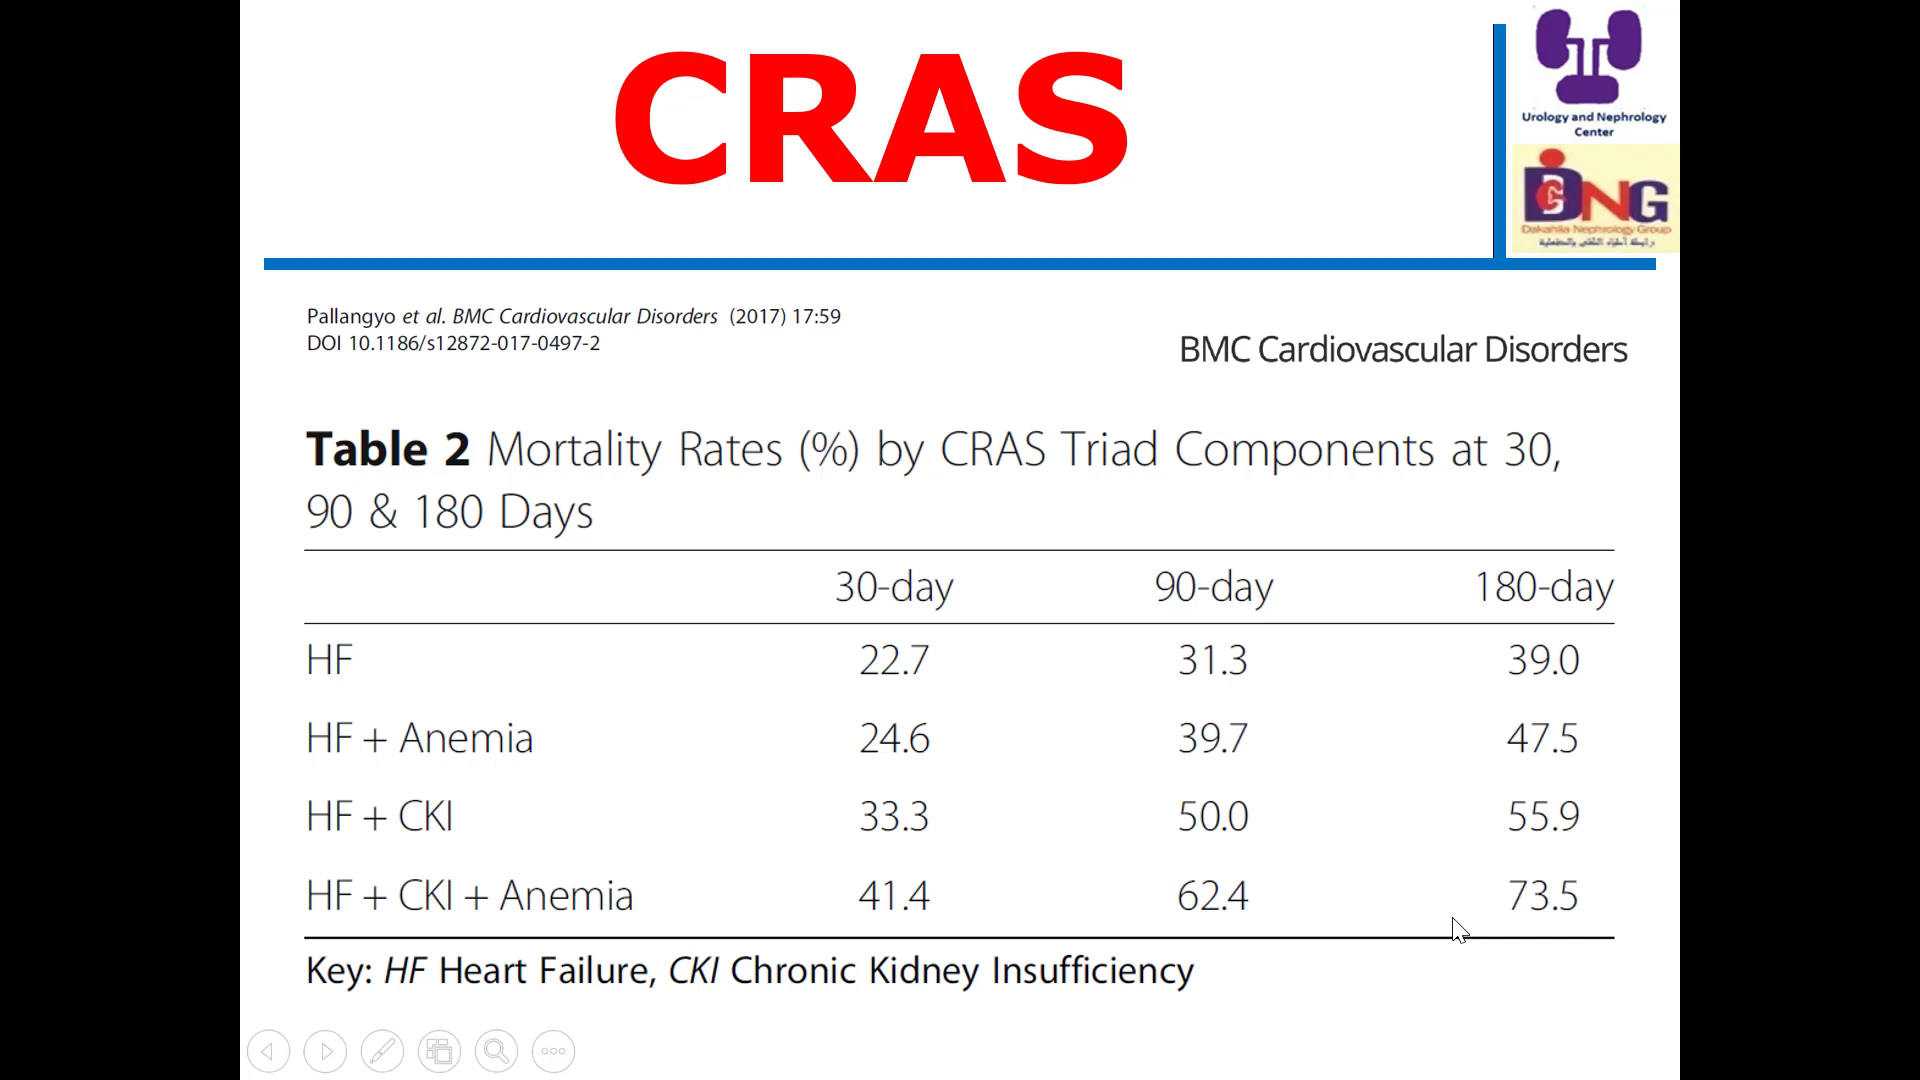 CRAS
Urology and Nephrology
Center
DNG
Dakahlia Nephrology Group
Pallangyo et al. BMC Cardiovascular Disorders (2017) 17:59
DOI 10.1186/s12872-017-0497-2
BMC Cardiovascular Disorders
Table 2 Mortality Rates (%) by CRAS Triad Components at 30,
90 & 180 Days
30-day 90-day 180-day
HF 22.7 31.3 39.0
HF + Anemia 24.6 39.7 47.5
HF + CKI 33.3 50.0 55.9
HF + CKI + Anemia 41.4 62.4 73.5
Key: HF Heart Failure, CKI Chronic Kidney Insufficiency